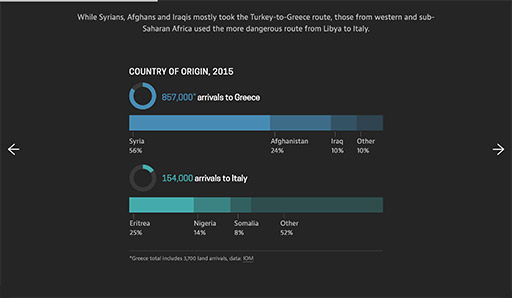 While Syrians, Afghans and Iraqis mostly took the Turkey-to-Greece route, those from western and sub-
Saharan Africa used the more dangerous route from Libya to Italy.
COUNTRY OF ORIGIN, 2015
857,000* arrivals to Greece
Syria Afghanistan Iraq Other
56% 24% 10% 10%
154,000 arrivals to Italy
Eritrea Nigeria Somalia Other
25% 14% 8% 52%
*Greece total includes 3,700 land arrivals, data: IOM